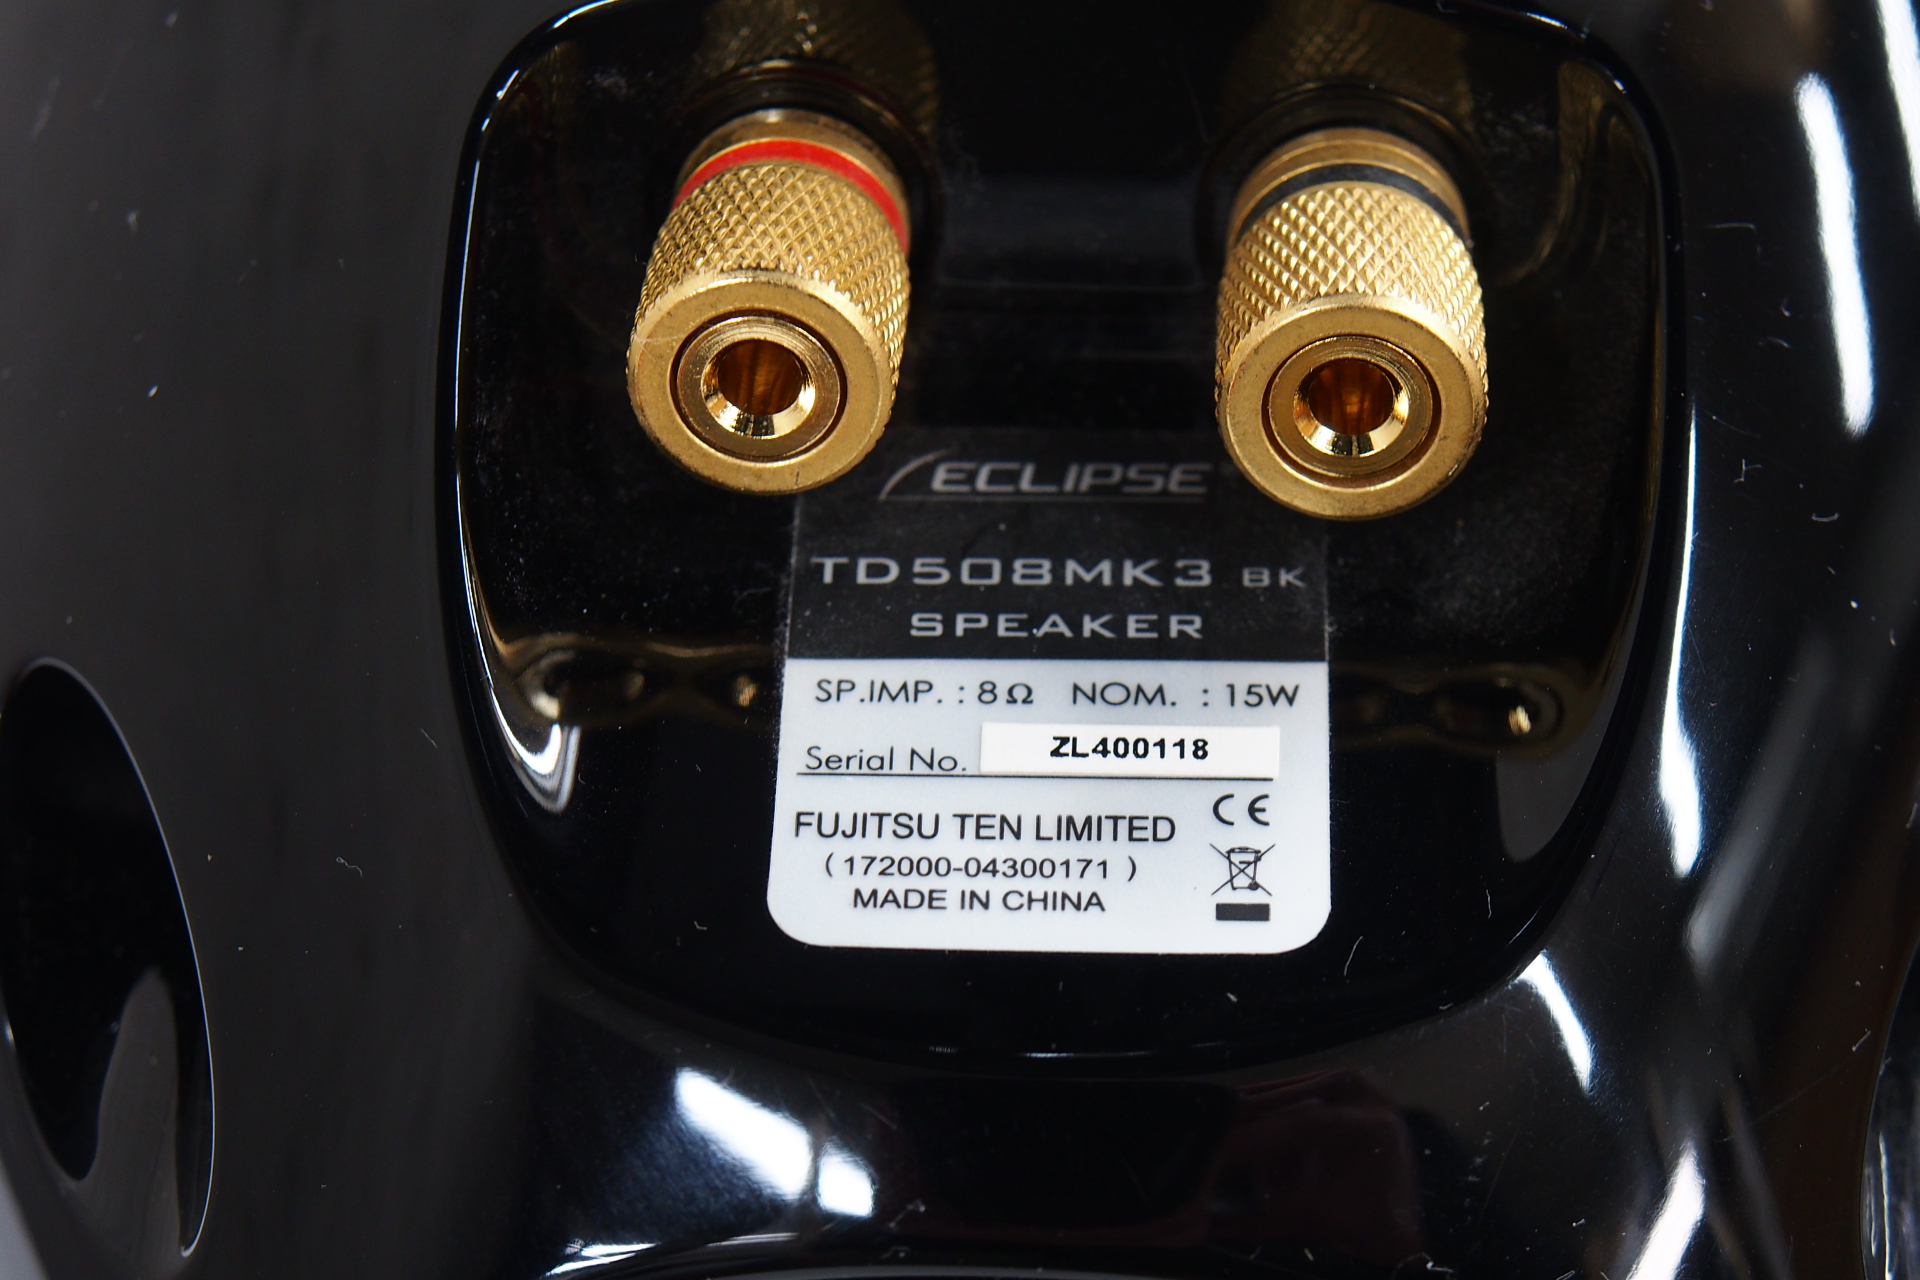 ECLIPSE
TD508MK3 BK
SPEAKER
SP.IMP. : 8Ω NOM. : 15W
Serial No. ZL400118
FUJITSU TEN LIMITED
( 172000-04300171 )
MADE IN CHINA
CE